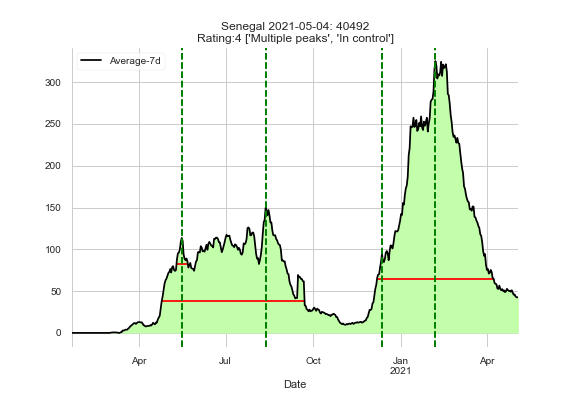 Senegal 2021-05-04: 40492
Rating:4 ['Multiple peaks', 'In control']
Average-7d
300
250
200
150
100
50
0
Apr Jul Oct Jan Apr
2021
Date